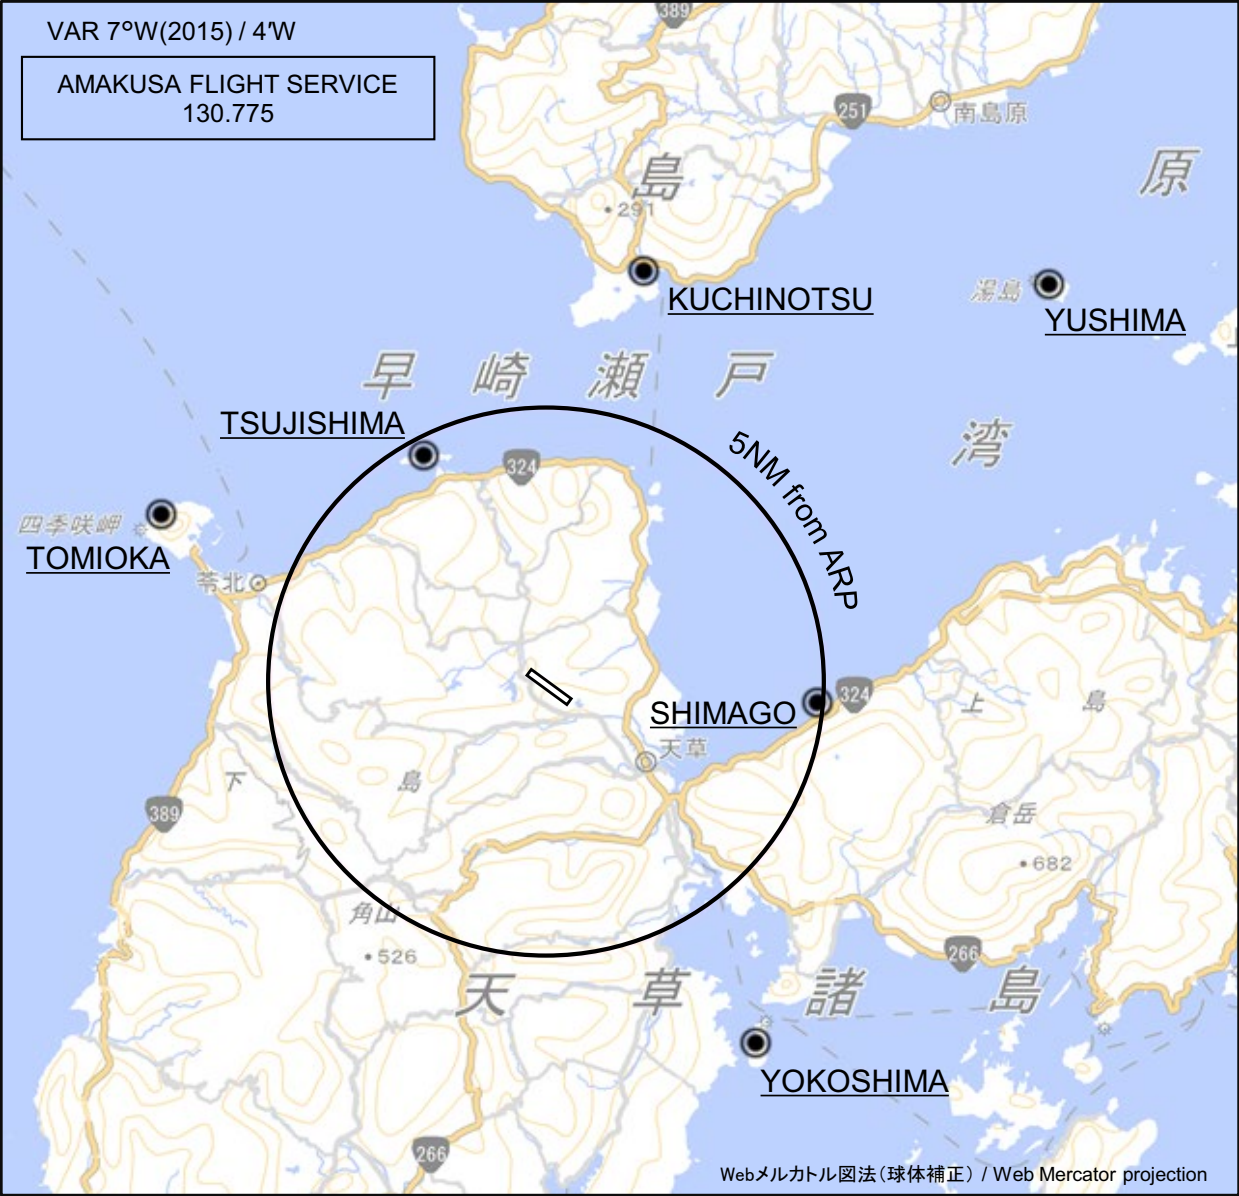 VAR 7°W(2015) / 4'W
AMAKUSA FLIGHT SERVICE
130.775
389
251
南島原
島
原
291
KUCHINOTSU
湯島
YUSHIMA
早崎瀬戸
湾
TSUJISHIMA
324
5NM from ARP
四季咲岬
TOMIOKA
苓北
SHIMAGO
324
天草
上島
下島
389
倉岳
682
角山
526
266
天草諸島
YOKOSHIMA
266
Webメルカトル図法(球体補正) / Web Mercator projection